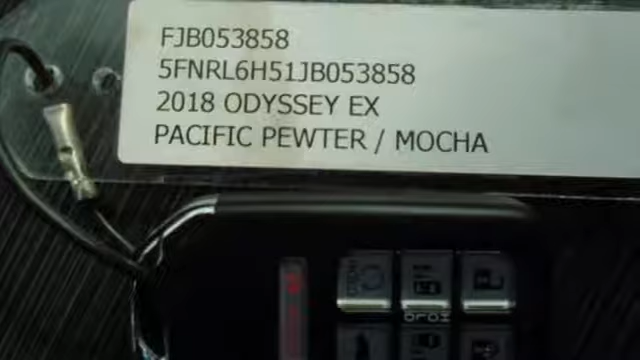 FJB053858
5FNRL6H51JB053858
2018 ODYSSEY EX
PACIFIC PEWTER / MOCHA